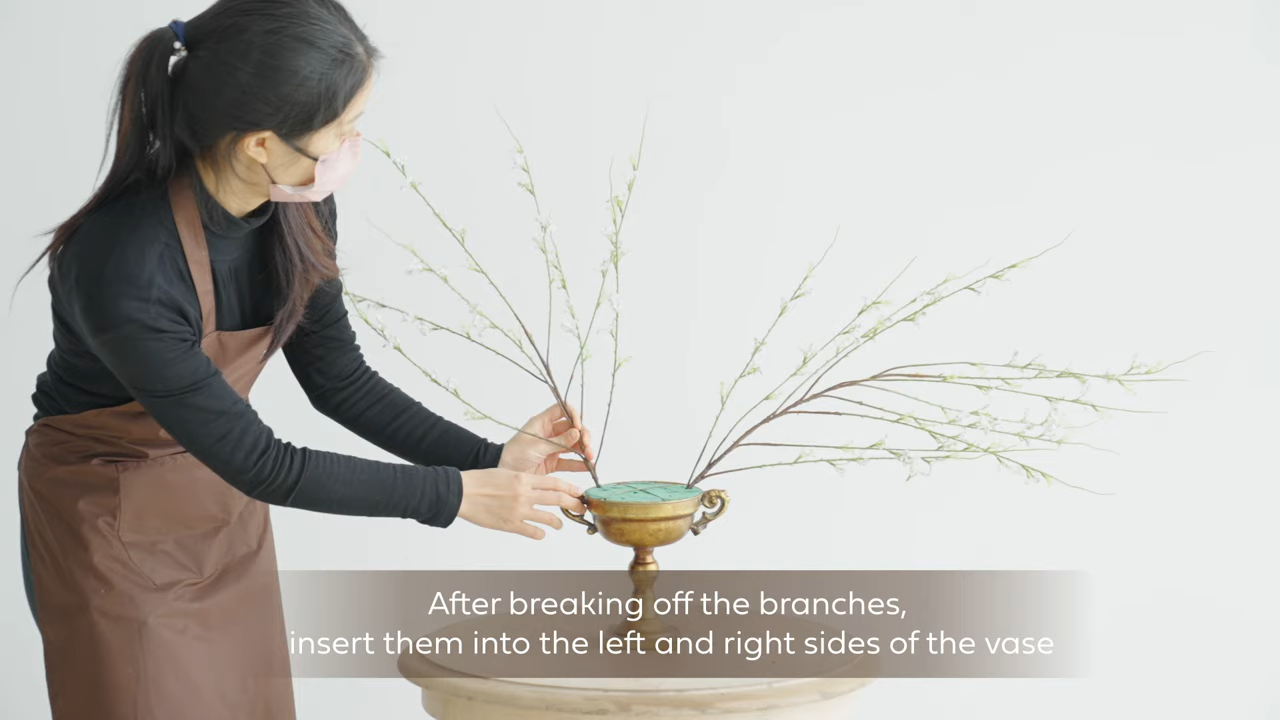 After breaking off the branches,
insert them into the left and right sides of the vase